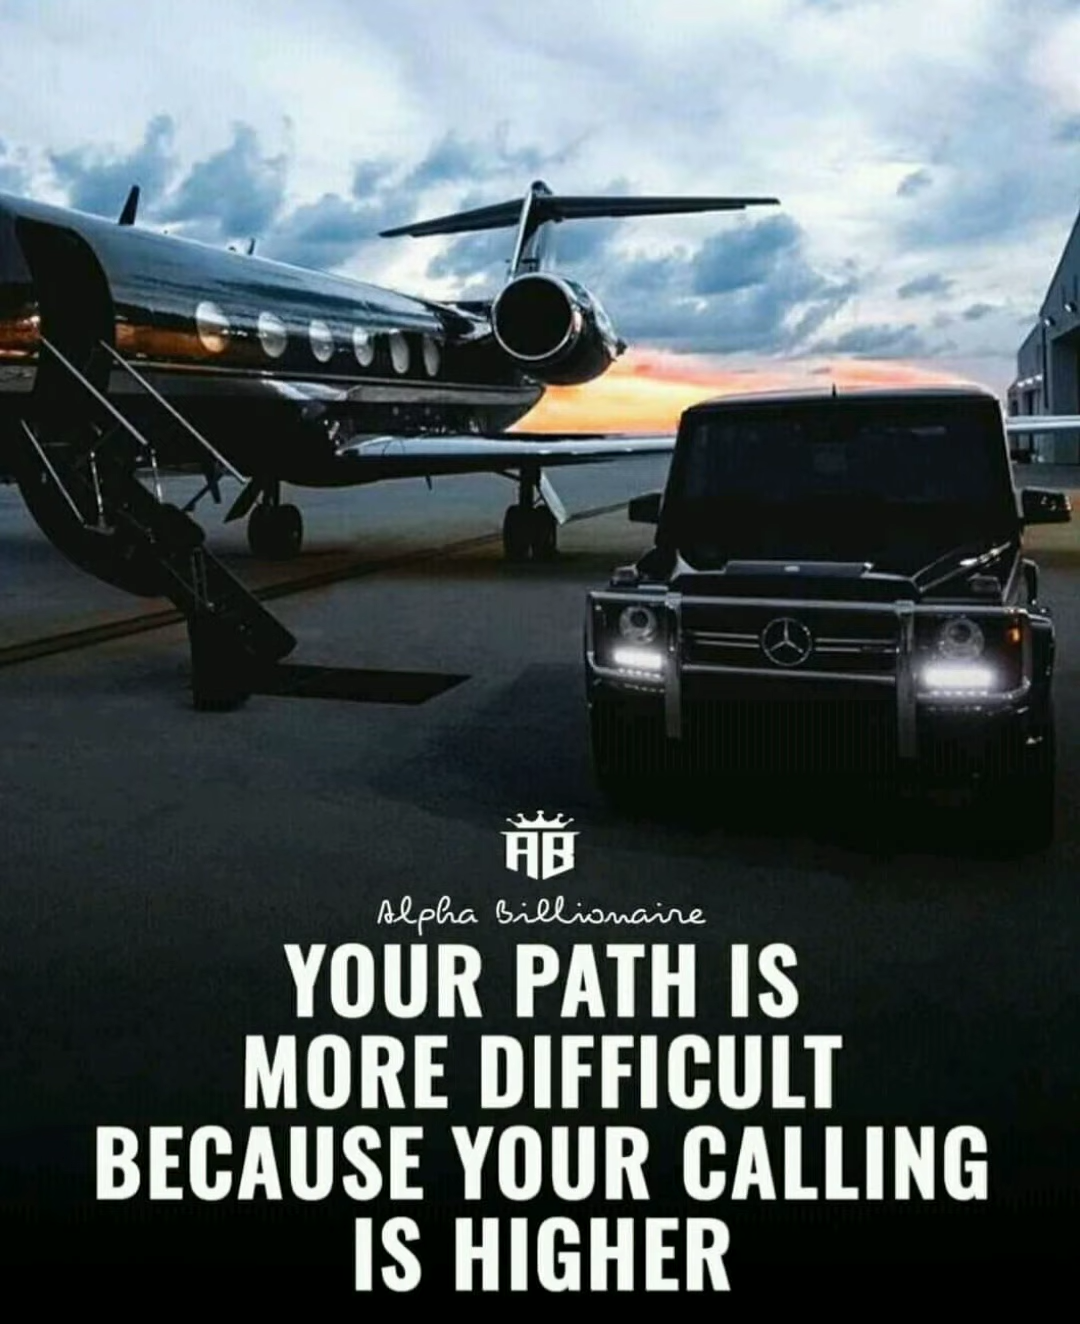 AB
Alpha Billionaire
YOUR PATH IS
MORE DIFFICULT
BECAUSE YOUR CALLING
IS HIGHER